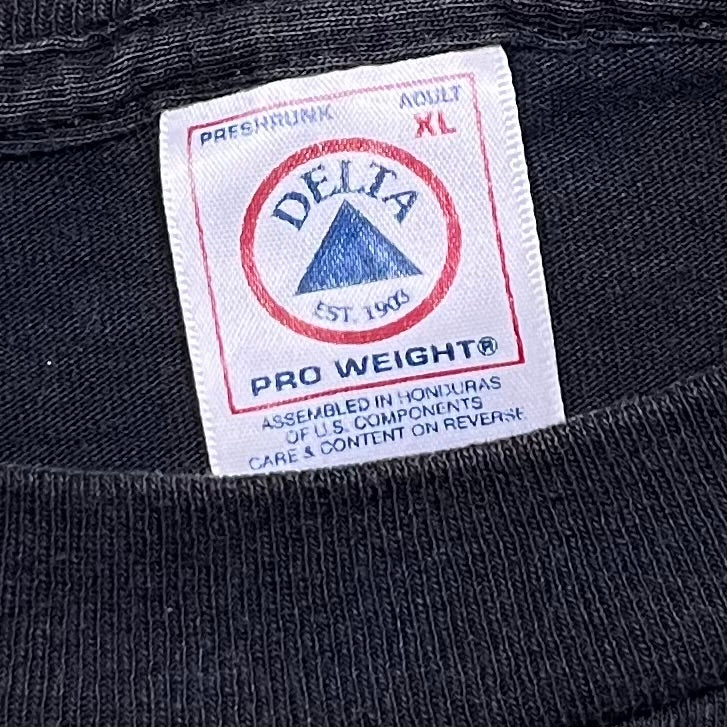 PRESHRUNK ADULT
XL
DELTA
EST. 1903
PRO WEIGHT®
ASSEMBLED IN HONDURAS
OF U.S. COMPONENTS
CARE & CONTENT ON REVERSE